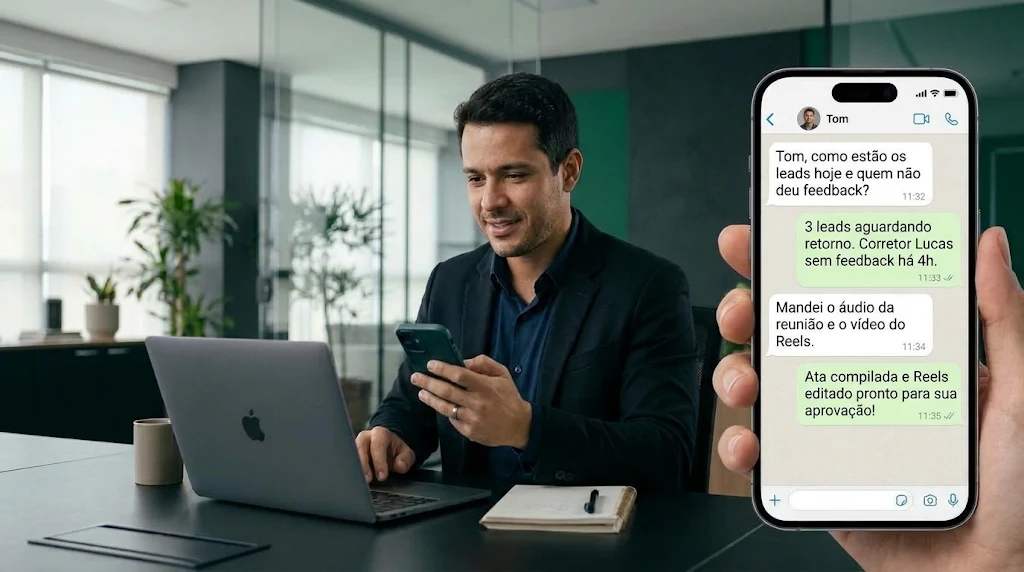 Tom
Tom, como estão os
leads hoje e quem não
deu feedback?
11:32
3 leads aguardando
retorno. Corretor Lucas
sem feedback há 4h.
11:33
Mandei o áudio da
reunião e o vídeo do
Reels.
11:34
Ata compilada e Reels
editado pronto para sua
aprovação!
11:35